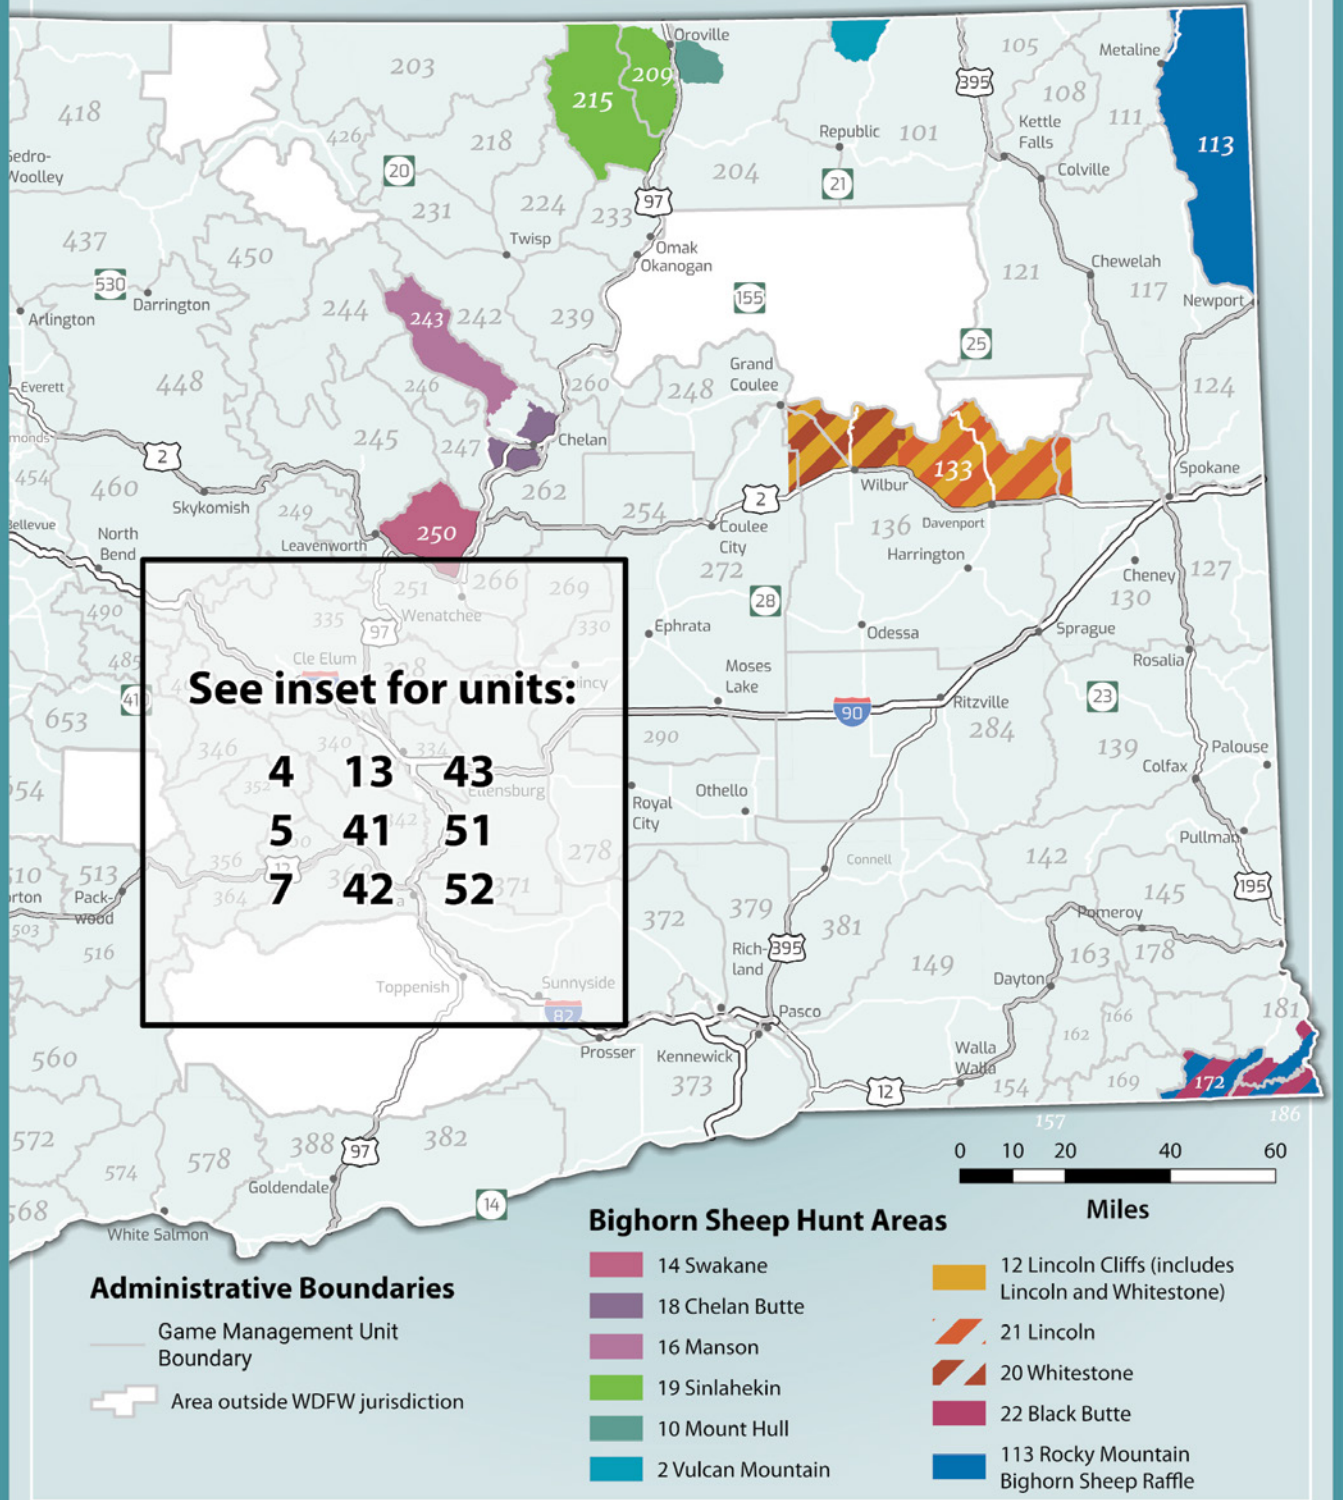 Oroville
Metaline
105
203
209
395
215
108
418
Kettle
Falls
111
426
218
Republic
101
113
Sedro-
Woolley
20
204
21
Colville
97
231
224
233
437
Twisp
Omak
Okanogan
450
Chewelah
121
530
Darrington
117
155
Newport
Arlington
244
243
242
239
25
Grand
Coulee
Everett
448
246
260
248
124
245
247
Chelan
monds
2
133
Spokane
454
460
262
Wilbur
Skykomish
249
254
2
Bellevue
North
Bend
Leavenworth
250
Coulee
City
136
Davenport
Harrington
272
Cheney
127
251
266
269
28
130
490
335
Wenatchee
97
330
Ephrata
Odessa
Sprague
Cle Elum
485
Moses
Lake
Rosalia
See inset for units:
653
90
Ritzville
23
284
346
340
334
290
139
Palouse
4 13 43
352
Colfax
Ellensburg
54
Royal
City
Othello
5 41 51
342
Pullman
356
278
Connell
142
10
513
7 42 52
364
371
rton
Pack-
wood
145
195
503
372
379
381
Pomeroy
516
Rich-
land
395
149
163
178
Dayton
Toppenish
Sunnyside
82
Pasco
166
181
162
560
Prosser
Kennewick
Walla
Walla
373
12
154
169
172
157
186
572
574
578
388
97
382
Goldendale
568
14
White Salmon
0 10 20 40 60
Miles
Administrative Boundaries
Game Management Unit
Boundary
Area outside WDFW jurisdiction
Bighorn Sheep Hunt Areas
14 Swakane
18 Chelan Butte
16 Manson
19 Sinlahekin
10 Mount Hull
2 Vulcan Mountain
12 Lincoln Cliffs (includes
Lincoln and Whitestone)
21 Lincoln
20 Whitestone
22 Black Butte
113 Rocky Mountain
Bighorn Sheep Raffle